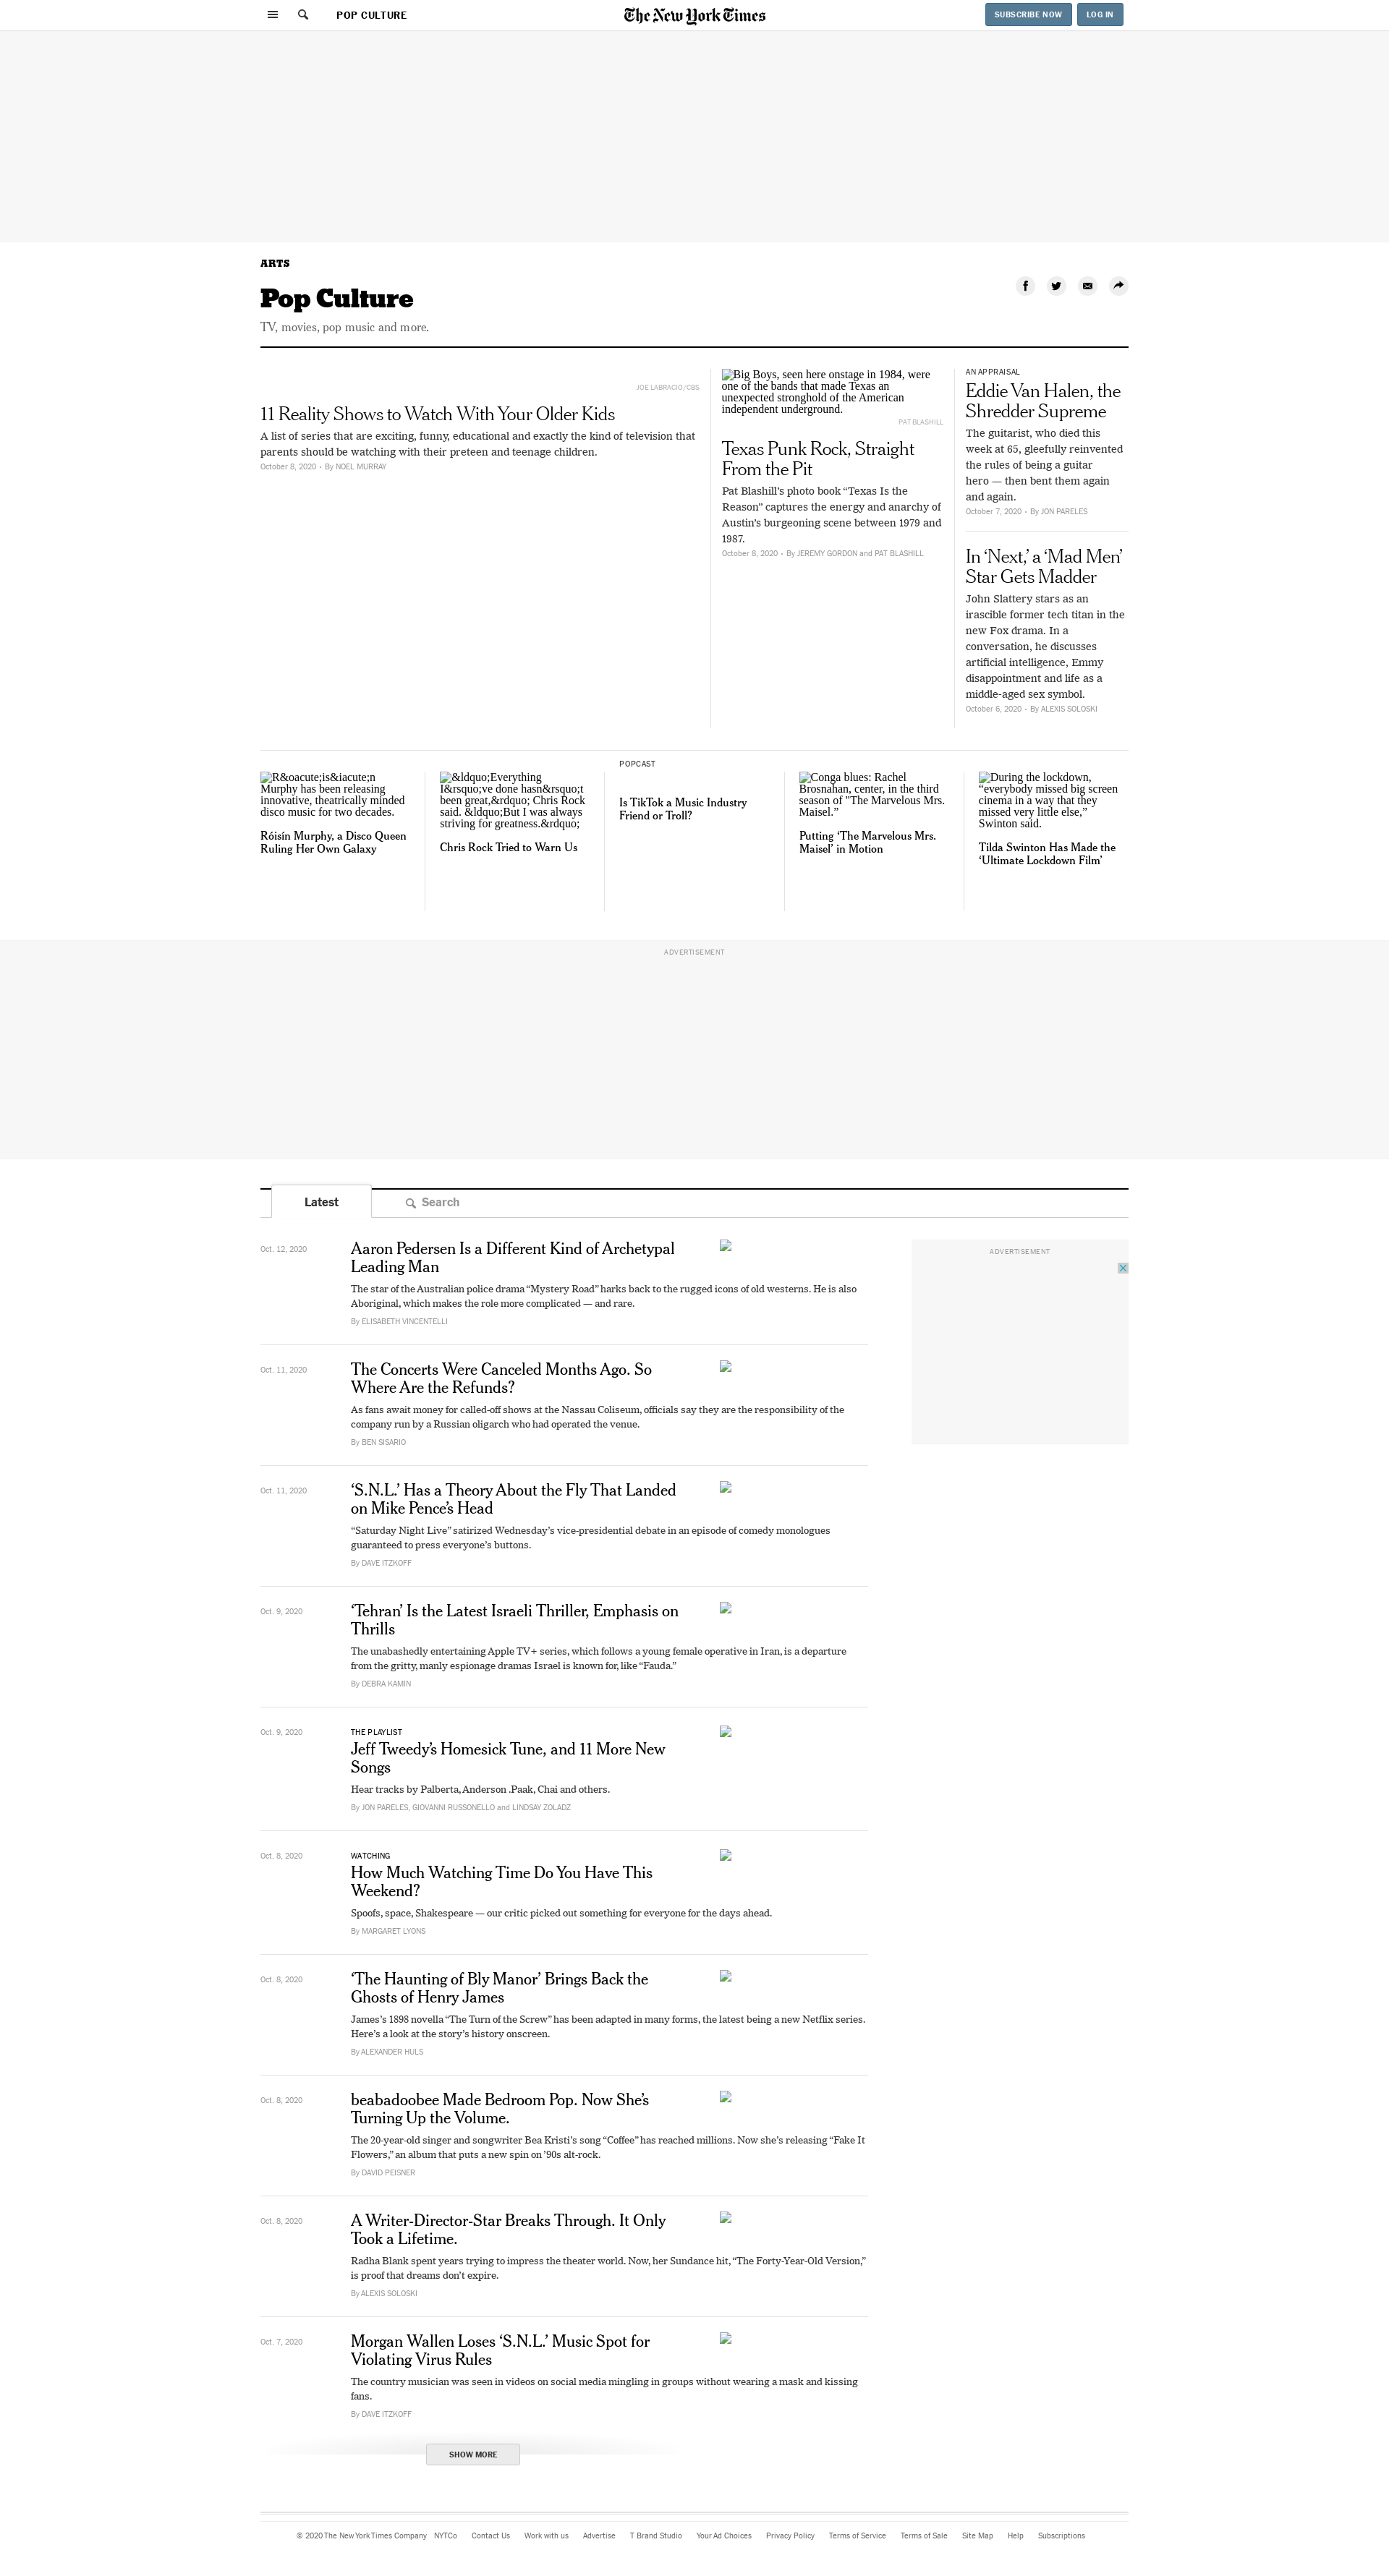 POP CULTURE
The New York Times
SUBSCRIBE NOW
LOG IN
ARTS
Pop Culture
TV, movies, pop music and more.
JOE LABRACIO/CBS
11 Reality Shows to Watch With Your Older Kids
A list of series that are exciting, funny, educational and exactly the kind of television that
parents should be watching with their preteen and teenage children.
October 8, 2020 • By NOEL MURRAY
Big Boys, seen here onstage in 1984, were
one of the bands that made Texas an
unexpected stronghold of the American
independent underground.
PAT BLASHILL
Texas Punk Rock, Straight
From the Pit
Pat Blashill’s photo book “Texas Is the
Reason” captures the energy and anarchy of
Austin’s burgeoning scene between 1979 and
1987.
October 8, 2020 • By JEREMY GORDON and PAT BLASHILL
AN APPRAISAL
Eddie Van Halen, the
Shredder Supreme
The guitarist, who died this
week at 65, gleefully reinvented
the rules of being a guitar
hero — then bent them again
and again.
October 7, 2020 • By JON PARELES
In ‘Next,’ a ‘Mad Men’
Star Gets Madder
John Slattery stars as an
irascible former tech titan in the
new Fox drama. In a
conversation, he discusses
artificial intelligence, Emmy
disappointment and life as a
middle-aged sex symbol.
October 6, 2020 • By ALEXIS SOLOSKI
R&oacute;is&iacute;n
Murphy has been releasing
innovative, theatrically minded
disco music for two decades.
Róisín Murphy, a Disco Queen
Ruling Her Own Galaxy
&ldquo;Everything
I&rsquo;ve done hasn&rsquo;t
been great,&rdquo; Chris Rock
said. &ldquo;But I was always
striving for greatness.&rdquo;
Chris Rock Tried to Warn Us
POPCAST
Is TikTok a Music Industry
Friend or Troll?
Conga blues: Rachel
Brosnahan, center, in the third
season of "The Marvelous Mrs.
Maisel.”
Putting ‘The Marvelous Mrs.
Maisel’ in Motion
During the lockdown,
“everybody missed big screen
cinema in a way that they
missed very little else,”
Swinton said.
Tilda Swinton Has Made the
‘Ultimate Lockdown Film’
ADVERTISEMENT
Latest
Search
Oct. 12, 2020
Aaron Pedersen Is a Different Kind of Archetypal
Leading Man
The star of the Australian police drama “Mystery Road” harks back to the rugged icons of old westerns. He is also
Aboriginal, which makes the role more complicated — and rare.
By ELISABETH VINCENTELLI
ADVERTISEMENT
Oct. 11, 2020
The Concerts Were Canceled Months Ago. So
Where Are the Refunds?
As fans await money for called-off shows at the Nassau Coliseum, officials say they are the responsibility of the
company run by a Russian oligarch who had operated the venue.
By BEN SISARIO
Oct. 11, 2020
‘S.N.L.’ Has a Theory About the Fly That Landed
on Mike Pence’s Head
“Saturday Night Live” satirized Wednesday’s vice-presidential debate in an episode of comedy monologues
guaranteed to press everyone’s buttons.
By DAVE ITZKOFF
Oct. 9, 2020
‘Tehran’ Is the Latest Israeli Thriller, Emphasis on
Thrills
The unabashedly entertaining Apple TV+ series, which follows a young female operative in Iran, is a departure
from the gritty, manly espionage dramas Israel is known for, like “Fauda.”
By DEBRA KAMIN
Oct. 9, 2020
THE PLAYLIST
Jeff Tweedy’s Homesick Tune, and 11 More New
Songs
Hear tracks by Palberta, Anderson .Paak, Chai and others.
By JON PARELES, GIOVANNI RUSSONELLO and LINDSAY ZOLADZ
Oct. 8, 2020
WATCHING
How Much Watching Time Do You Have This
Weekend?
Spoofs, space, Shakespeare — our critic picked out something for everyone for the days ahead.
By MARGARET LYONS
Oct. 8, 2020
‘The Haunting of Bly Manor’ Brings Back the
Ghosts of Henry James
James’s 1898 novella “The Turn of the Screw” has been adapted in many forms, the latest being a new Netflix series.
Here’s a look at the story’s history onscreen.
By ALEXANDER HULS
Oct. 8, 2020
beabadoobee Made Bedroom Pop. Now She’s
Turning Up the Volume.
The 20-year-old singer and songwriter Bea Kristi’s song “Coffee” has reached millions. Now she’s releasing “Fake It
Flowers,” an album that puts a new spin on ’90s alt-rock.
By DAVID PEISNER
Oct. 8, 2020
A Writer-Director-Star Breaks Through. It Only
Took a Lifetime.
Radha Blank spent years trying to impress the theater world. Now, her Sundance hit, “The Forty-Year-Old Version,”
is proof that dreams don’t expire.
By ALEXIS SOLOSKI
Oct. 7, 2020
Morgan Wallen Loses ‘S.N.L.’ Music Spot for
Violating Virus Rules
The country musician was seen in videos on social media mingling in groups without wearing a mask and kissing
fans.
By DAVE ITZKOFF
SHOW MORE
© 2020 The New York Times Company NYTCo Contact Us Work with us Advertise T Brand Studio Your Ad Choices Privacy Policy Terms of Service Terms of Sale Site Map Help Subscriptions